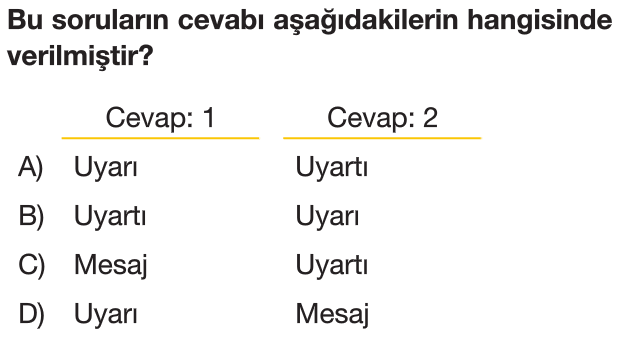 Bu soruların cevabı aşağıdakilerin hangisinde
verilmiştir?
Cevap: 1 Cevap: 2
A) Uyarı Uyartı
B) Uyartı Uyarı
C) Mesaj Uyartı
D) Uyarı Mesaj